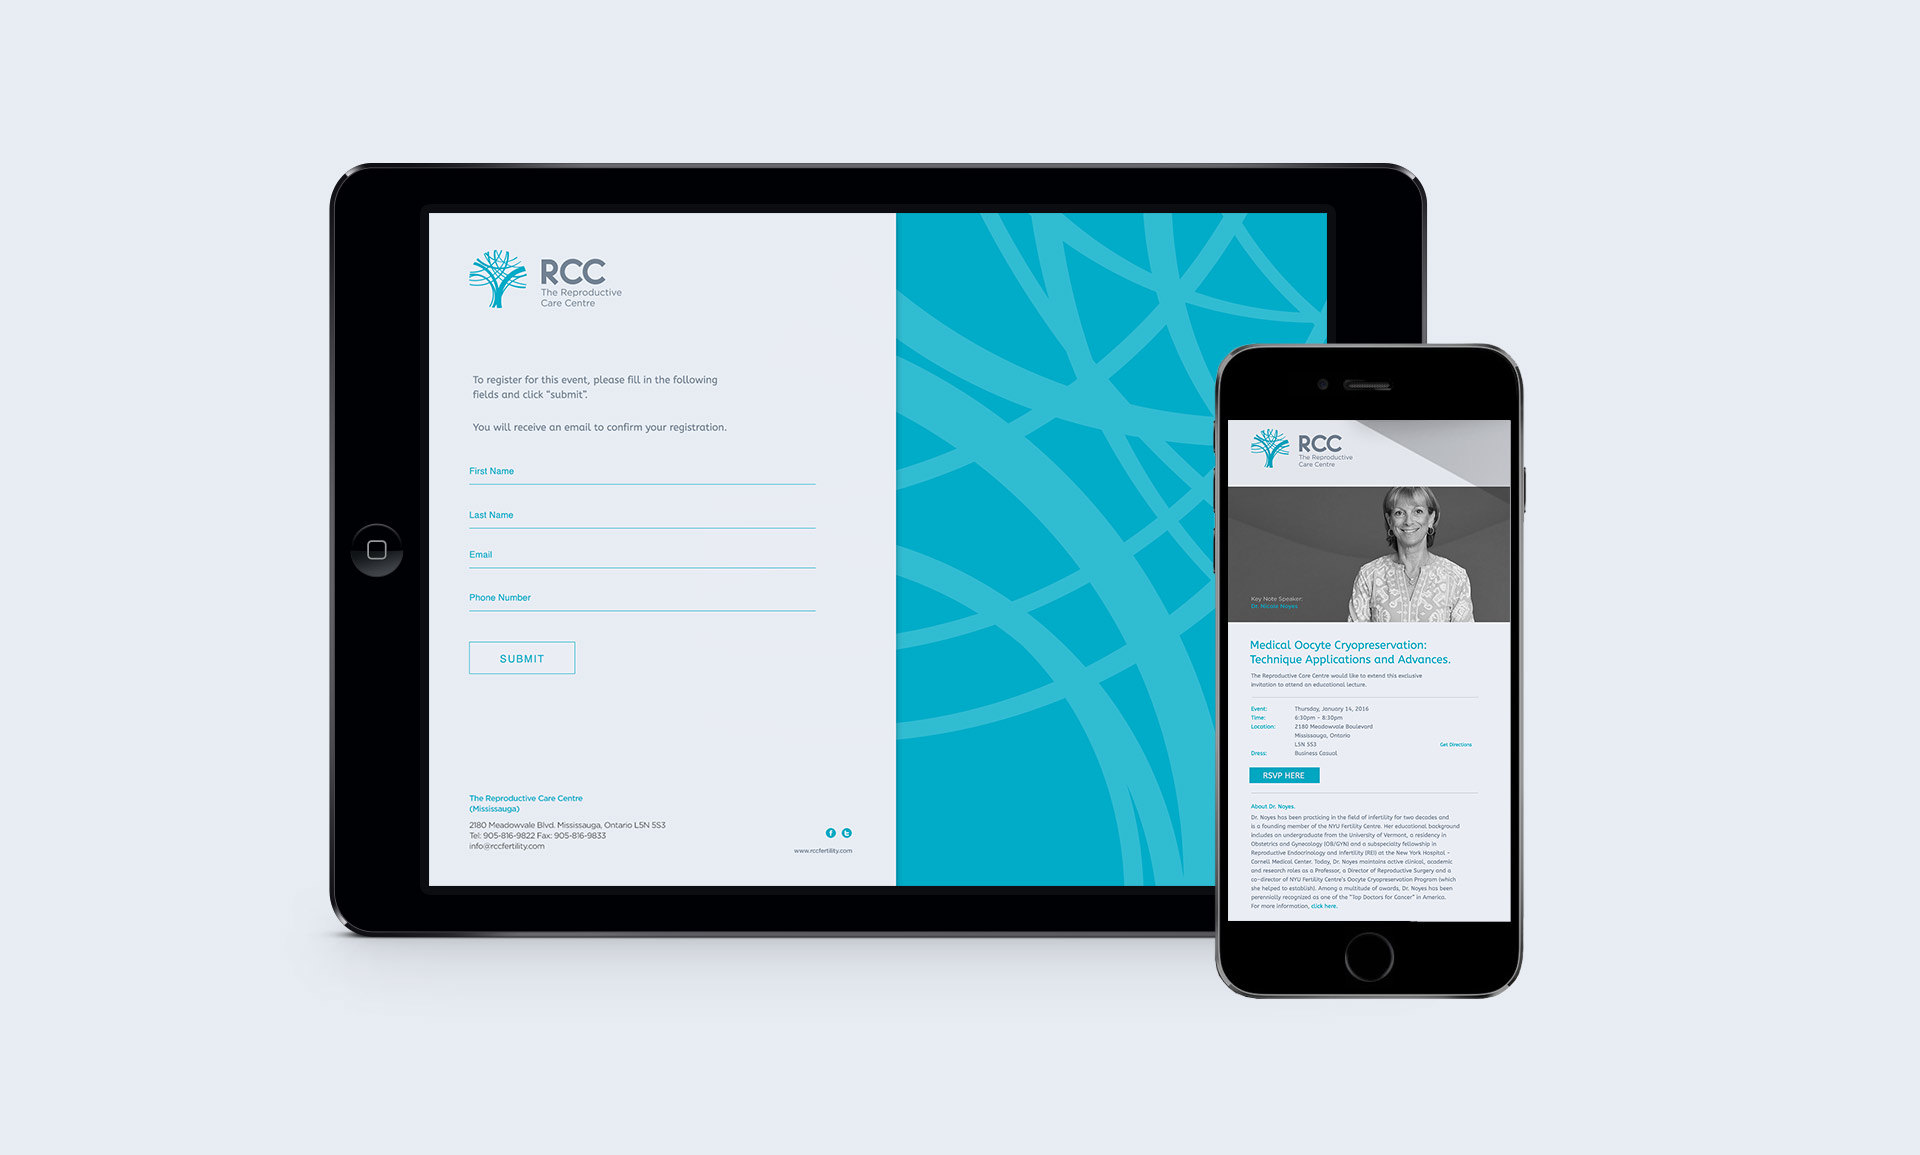 RCC
The Reproductive
Care Centre
To register for this event, please fill in the following
fields and click "submit".
You will receive an email to confirm your registration.
First Name
Last Name
Email
Phone Number
SUBMIT
The Reproductive Care Centre
(Mississauga)
2180 Meadowvale Blvd. Mississauga, Ontario L5N 5S3
Tel: 905-816-9822 Fax: 905-816-9833
info@rccfertility.com
www.rccfertility.com
RCC
The Reproductive
Care Centre
Key Note Speaker:
Dr. Nicole Noyes
Medical Oocyte Cryopreservation:
Technique Applications and Advances.
The Reproductive Care Centre would like to extend this exclusive
invitation to attend an educational lecture.
Event: Thursday, January 14, 2016
Time: 6:30pm - 8:30pm
Location: 2180 Meadowvale Boulevard
Mississauga, Ontario
L5N 5S3 Get Directions
Dress: Business Casual
RSVP HERE
About Dr. Noyes.
Dr. Noyes has been practicing in the field of infertility for two decades and
is a founding member of the NYU Fertility Centre. Her educational background
includes an undergraduate from the University of Vermont, a residency in
Obstetrics and Gynecology (OB/GYN) and a subspecialty fellowship in
Reproductive Endocrinology and Infertility (REI) at the New York Hospital –
Cornell Medical Center. Today, Dr. Noyes maintains active clinical, academic
and research roles as a Professor, a Director of Reproductive Surgery and a
co-director of NYU Fertility Centre's Oocyte Cryopreservation Program (which
she helped to establish). Among a multitude of awards, Dr. Noyes has been
perennially recognized as one of the "Top Doctors for Cancer" in America.
For more information, click here.